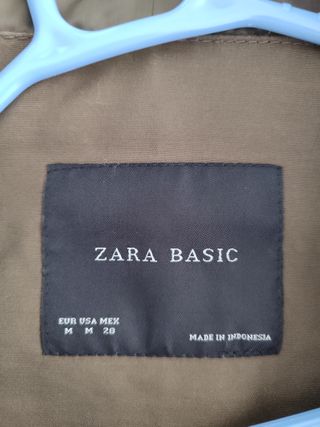 ZARA BASIC
EUR USA MEX
M M 28
MADE IN INDONESIA